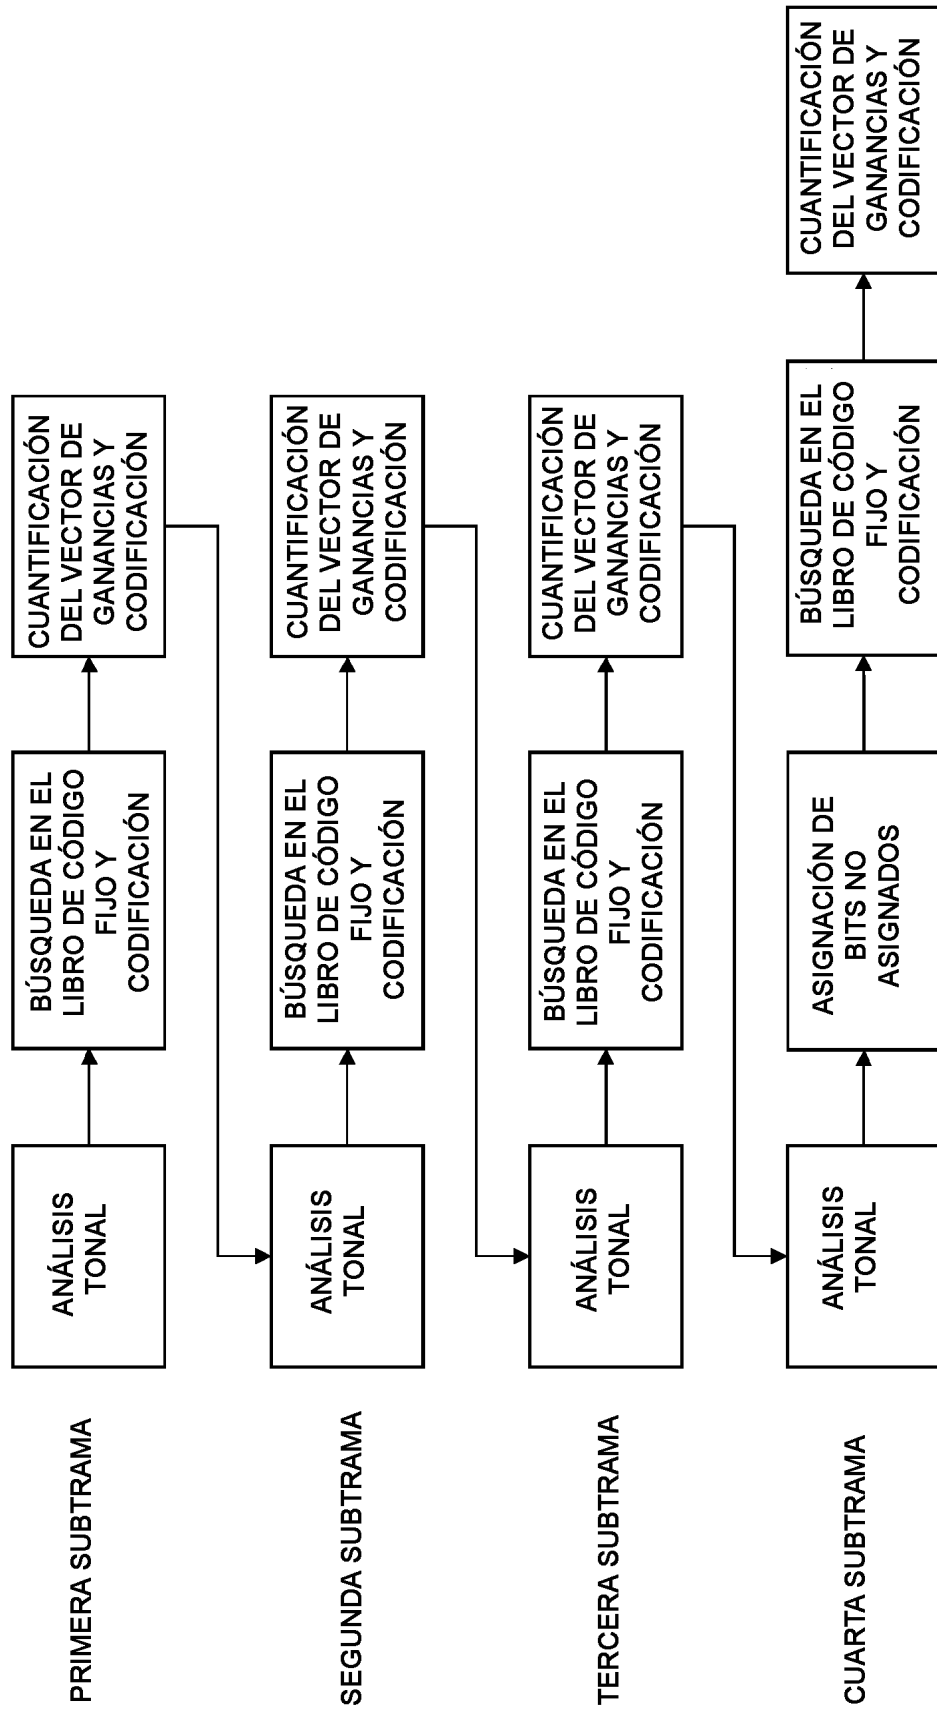 PRIMERA SUBTRAMA
ANÁLISIS
TONAL
BÚSQUEDA EN EL
LIBRO DE CÓDIGO
FIJO Y
CODIFICACIÓN
CUANTIFICACIÓN
DEL VECTOR DE
GANANCIAS Y
CODIFICACIÓN
SEGUNDA SUBTRAMA
ANÁLISIS
TONAL
BÚSQUEDA EN EL
LIBRO DE CÓDIGO
FIJO Y
CODIFICACIÓN
CUANTIFICACIÓN
DEL VECTOR DE
GANANCIAS Y
CODIFICACIÓN
TERCERA SUBTRAMA
ANÁLISIS
TONAL
BÚSQUEDA EN EL
LIBRO DE CÓDIGO
FIJO Y
CODIFICACIÓN
CUANTIFICACIÓN
DEL VECTOR DE
GANANCIAS Y
CODIFICACIÓN
CUARTA SUBTRAMA
ANÁLISIS
TONAL
ASIGNACIÓN DE
BITS NO
ASIGNADOS
BÚSQUEDA EN EL
LIBRO DE CÓDIGO
FIJO Y
CODIFICACIÓN
CUANTIFICACIÓN
DEL VECTOR DE
GANANCIAS Y
CODIFICACIÓN